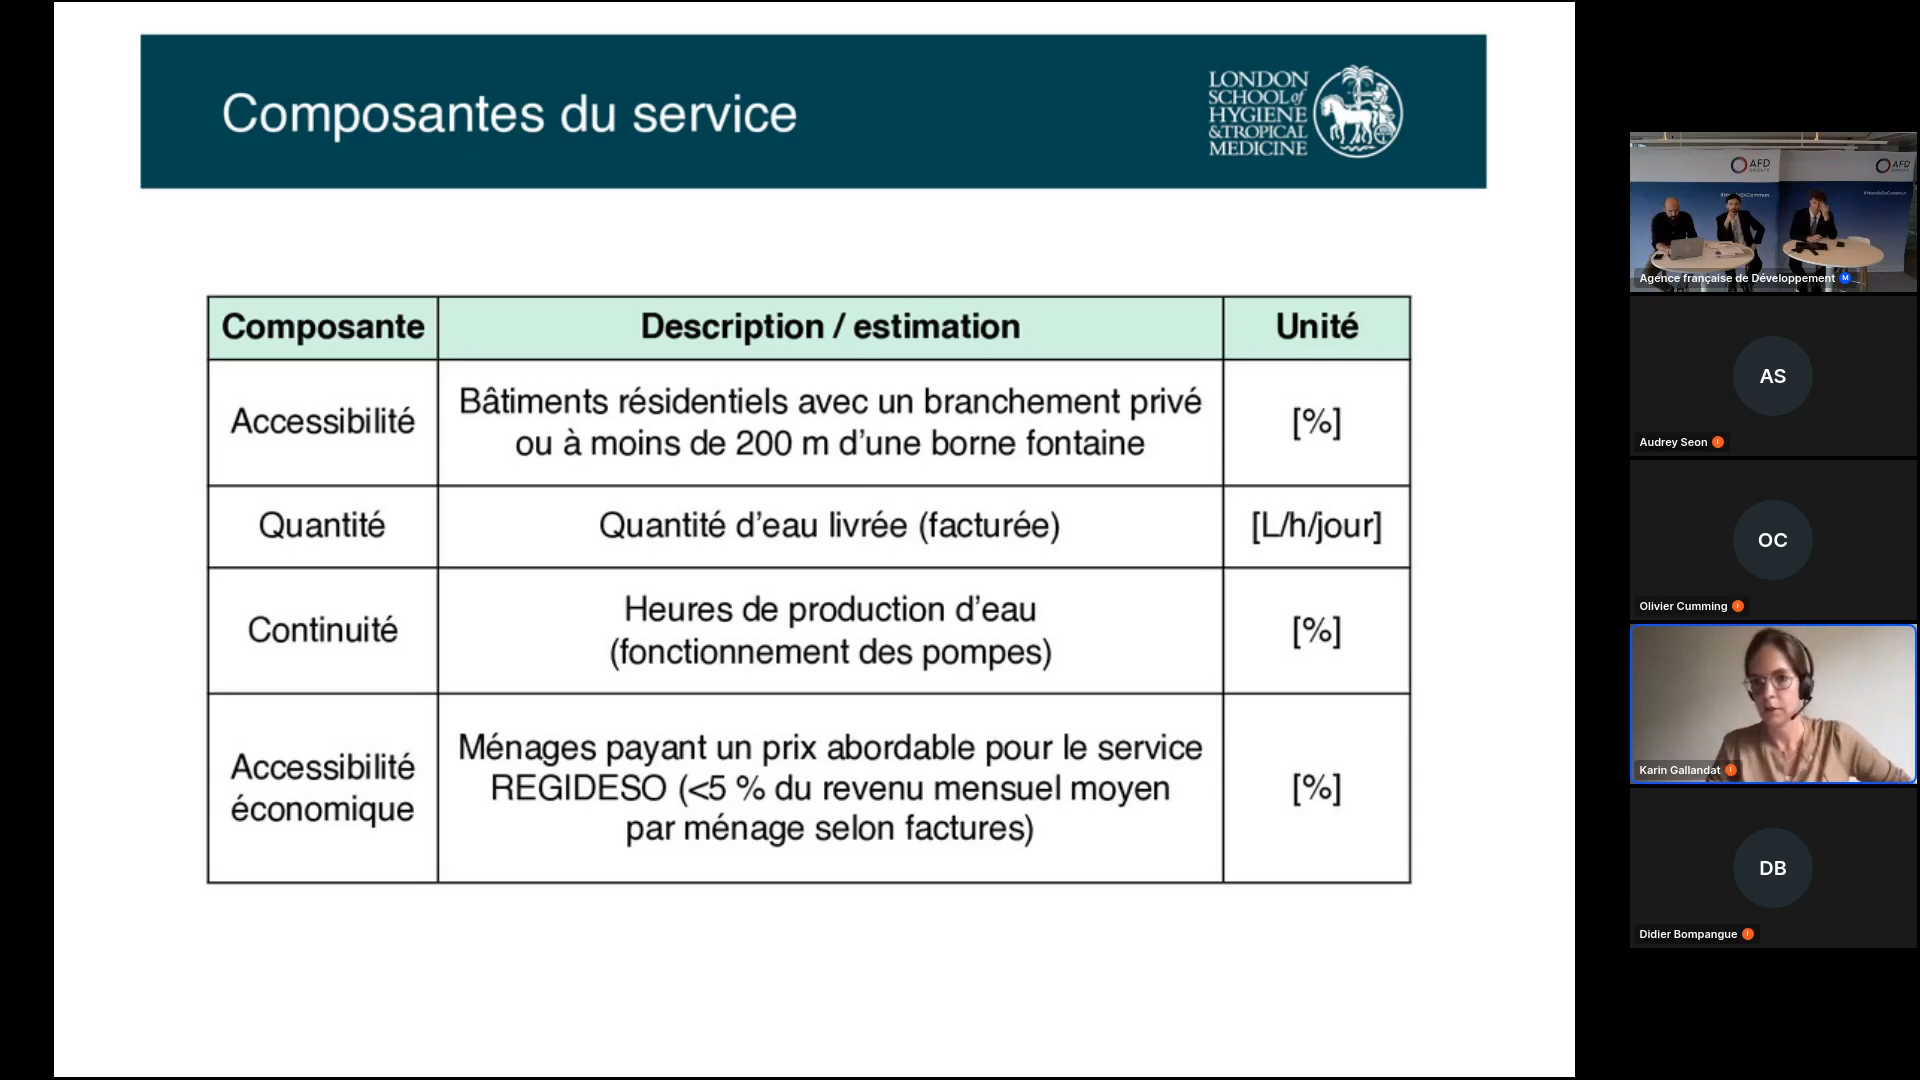 Composantes du service
LONDON
SCHOOL of
HYGIENE
& TROPICAL
MEDICINE
Composante Description / estimation Unité
Accessibilité Bâtiments résidentiels avec un branchement privé
ou à moins de 200 m d’une borne fontaine [%]
Quantité Quantité d’eau livrée (facturée) [L/h/jour]
Continuité Heures de production d’eau
(fonctionnement des pompes) [%]
Accessibilité
économique Ménages payant un prix abordable pour le service
REGIDESO (<5 % du revenu mensuel moyen
par ménage selon factures) [%]
AFD
GROUPE
#MondeEnCommun
AFD
GROUPE
#MondeEnCommun
Agence française de Développement M
AS
Audrey Seon !
OC
Olivier Cumming !
Karin Gallandat !
DB
Didier Bompangue !